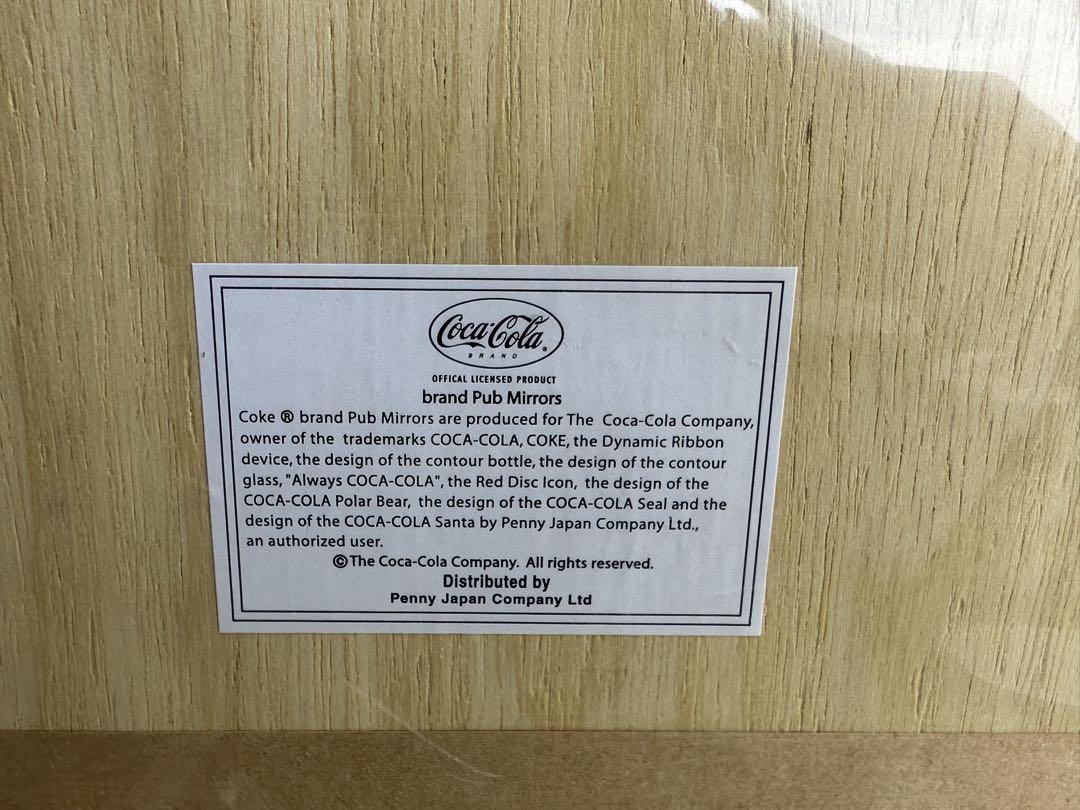 Coca-Cola®
BRAND
OFFICAL LICENSED PRODUCT
brand Pub Mirrors
Coke ® brand Pub Mirrors are produced for The Coca-Cola Company,
owner of the trademarks COCA-COLA, COKE, the Dynamic Ribbon
device, the design of the contour bottle, the design of the contour
glass, "Always COCA-COLA", the Red Disc Icon, the design of the
COCA-COLA Polar Bear, the design of the COCA-COLA Seal and the
design of the COCA-COLA Santa by Penny Japan Company Ltd.,
an authorized user.
©The Coca-Cola Company. All rights reserved.
Distributed by
Penny Japan Company Ltd